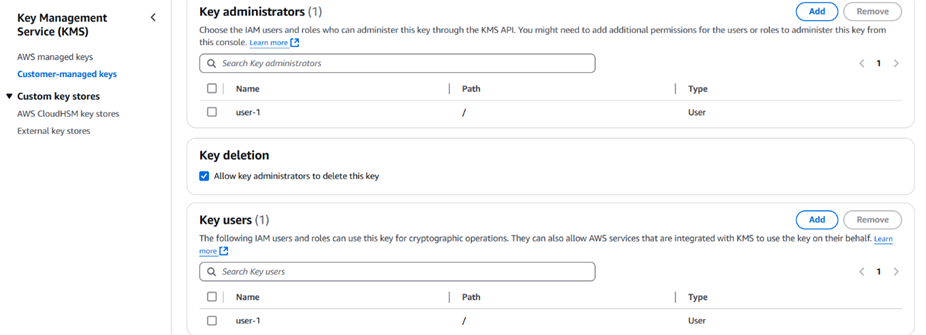 Key Management
Service (KMS)
AWS managed keys
Customer-managed keys
Custom key stores
AWS CloudHSM key stores
External key stores
Key administrators (1)
Add
Remove
Choose the IAM users and roles who can administer this key through the KMS API. You might need to add additional permissions for the users or roles to administer this key from
this console. Learn more
Search Key administrators
1
Name
Path
Type
user-1
/
User
Key deletion
Allow key administrators to delete this key
Key users (1)
Add
Remove
The following IAM users and roles can use this key for cryptographic operations. They can also allow AWS services that are integrated with KMS to use the key on their behalf. Learn
more
Search Key users
1
Name
Path
Type
user-1
/
User